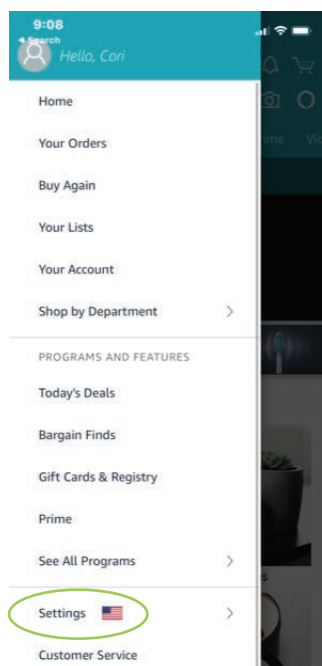 9:08
Search
Hello, Cori
Home
Your Orders
Buy Again
Your Lists
Your Account
Shop by Department
PROGRAMS AND FEATURES
Today's Deals
Bargain Finds
Gift Cards & Registry
Prime
See All Programs
Settings
Customer Service